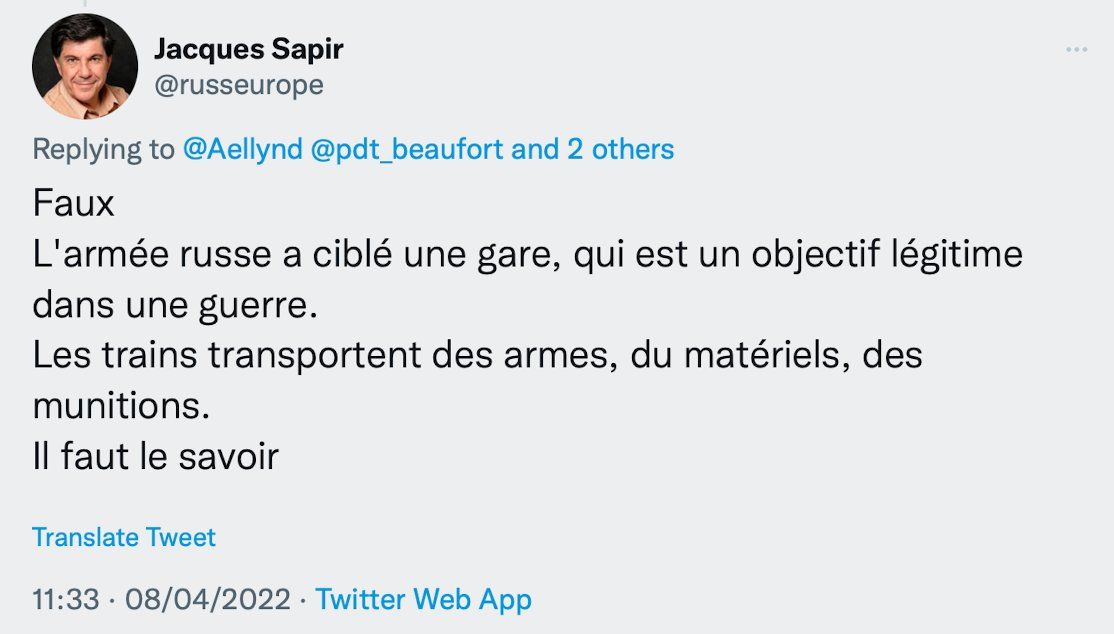 Jacques Sapir
@russeurope
Replying to @Aellynd @pdt_beaufort and 2 others
Faux
L'armée russe a ciblé une gare, qui est un objectif légitime
dans une guerre.
Les trains transportent des armes, du matériels, des
munitions.
Il faut le savoir
Translate Tweet
11:33 · 08/04/2022 · Twitter Web App